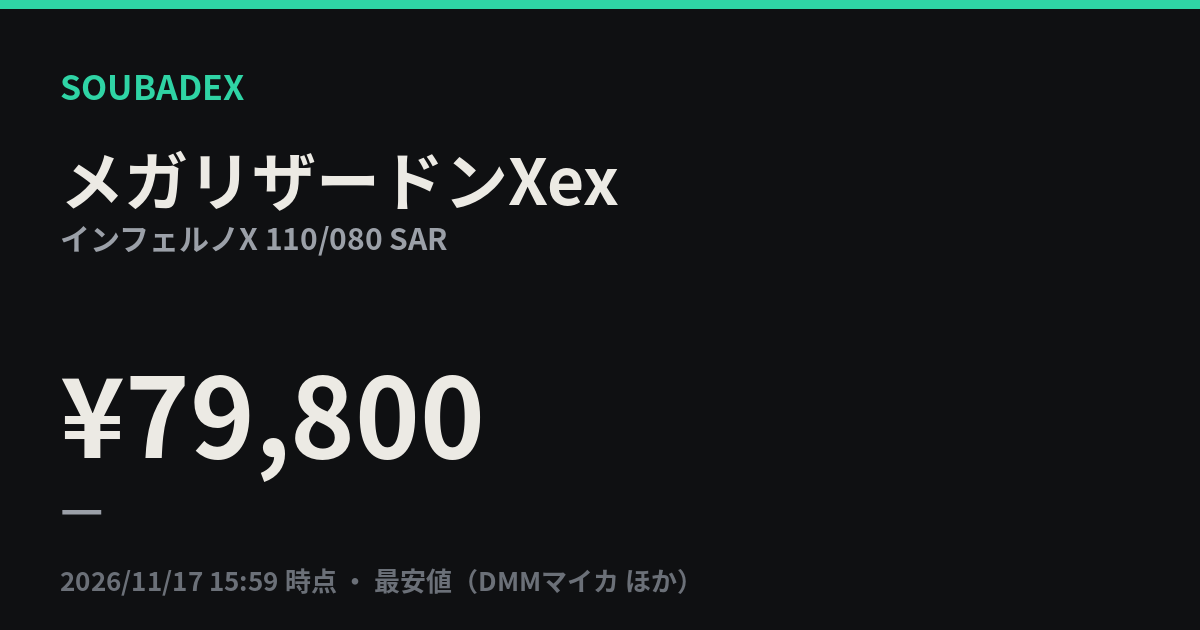 SOUBADEX
メガリザードンXex
インフェルノX 110/080 SAR
¥79,800
—
2026/11/17 15:59 時点 ・ 最安値（DMMマイカ ほか）